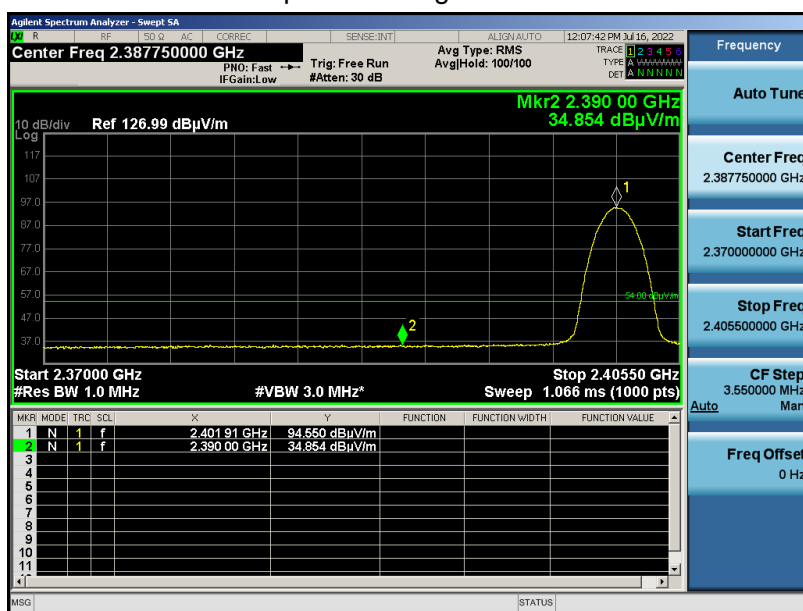 Agilent Spectrum Analyzer - Swept SA
LXI R RF 50 Ω AC CORREC SENSE:INT ALIGN AUTO 12:07:42 PM Jul 16, 2022
Center Freq 2.387750000 GHz
PNO: Fast
IFGain:Low
Trig: Free Run
#Atten: 30 dB
Avg Type: RMS
Avg|Hold: 100/100
TRACE 1 2 3 4 5 6
TYPE A WWWWW
DET A N N N N N
Frequency
Auto Tune
Center Freq
2.387750000 GHz
Start Freq
2.370000000 GHz
Stop Freq
2.405500000 GHz
CF Step
3.550000 MHz
Auto Man
Freq Offset
0 Hz
Mkr2 2.390 00 GHz
34.854 dBµV/m
10 dB/div Ref 126.99 dBµV/m
Log
117
107
97.0
87.0
77.0
67.0
57.0
47.0
37.0
1
2
54.00 dBµV/m
Start 2.37000 GHz Stop 2.40550 GHz
#Res BW 1.0 MHz #VBW 3.0 MHz* Sweep 1.066 ms (1000 pts)
MKR MODE TRC SCL X Y FUNCTION FUNCTION WIDTH FUNCTION VALUE
1 N 1 f 2.401 91 GHz 94.550 dBuV/m
2 N 1 f 2.390 00 GHz 34.854 dBuV/m
3
4
5
6
7
8
9
10
11
MSG STATUS